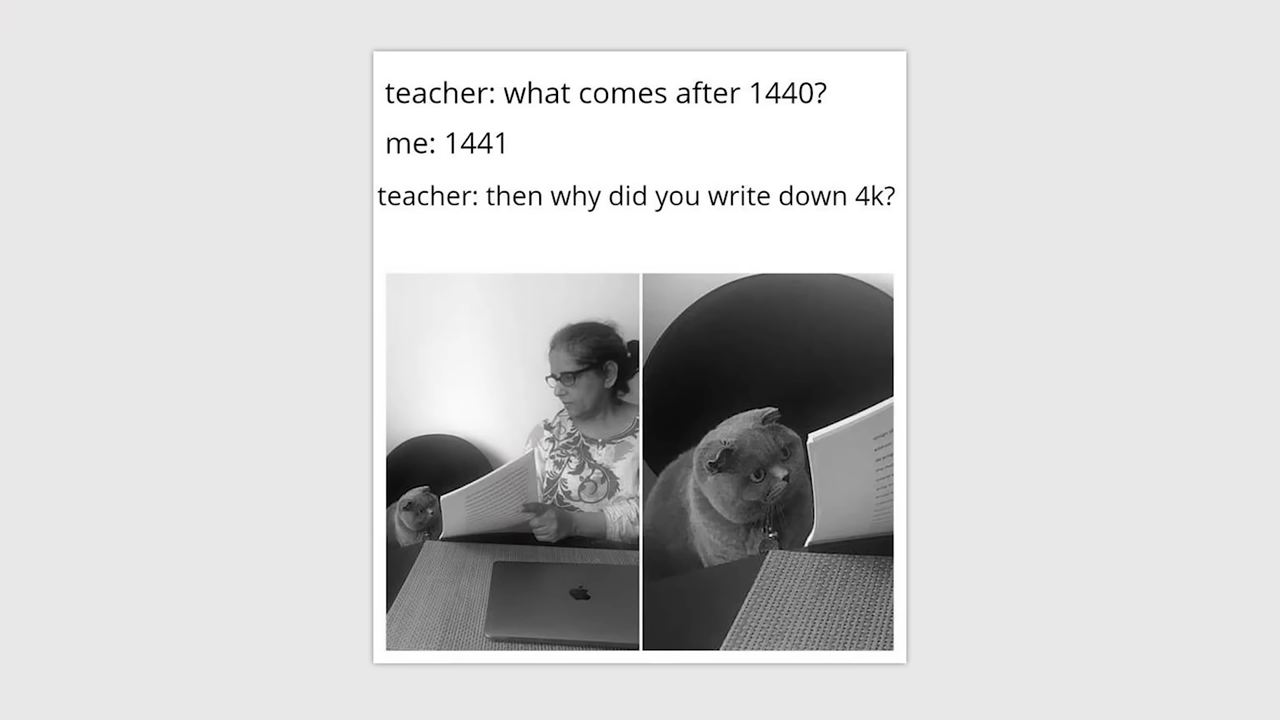 teacher: what comes after 1440?
me: 1441
teacher: then why did you write down 4k?